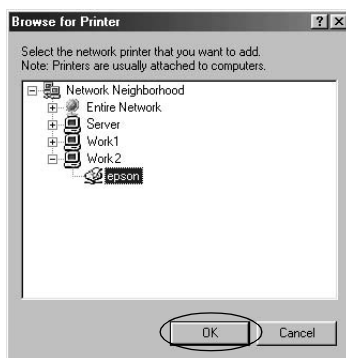 Browse for Printer
Select the network printer that you want to add.
Note: Printers are usually attached to computers.
Network Neighborhood
Entire Network
Server
Work1
Work2
epson
OK
Cancel